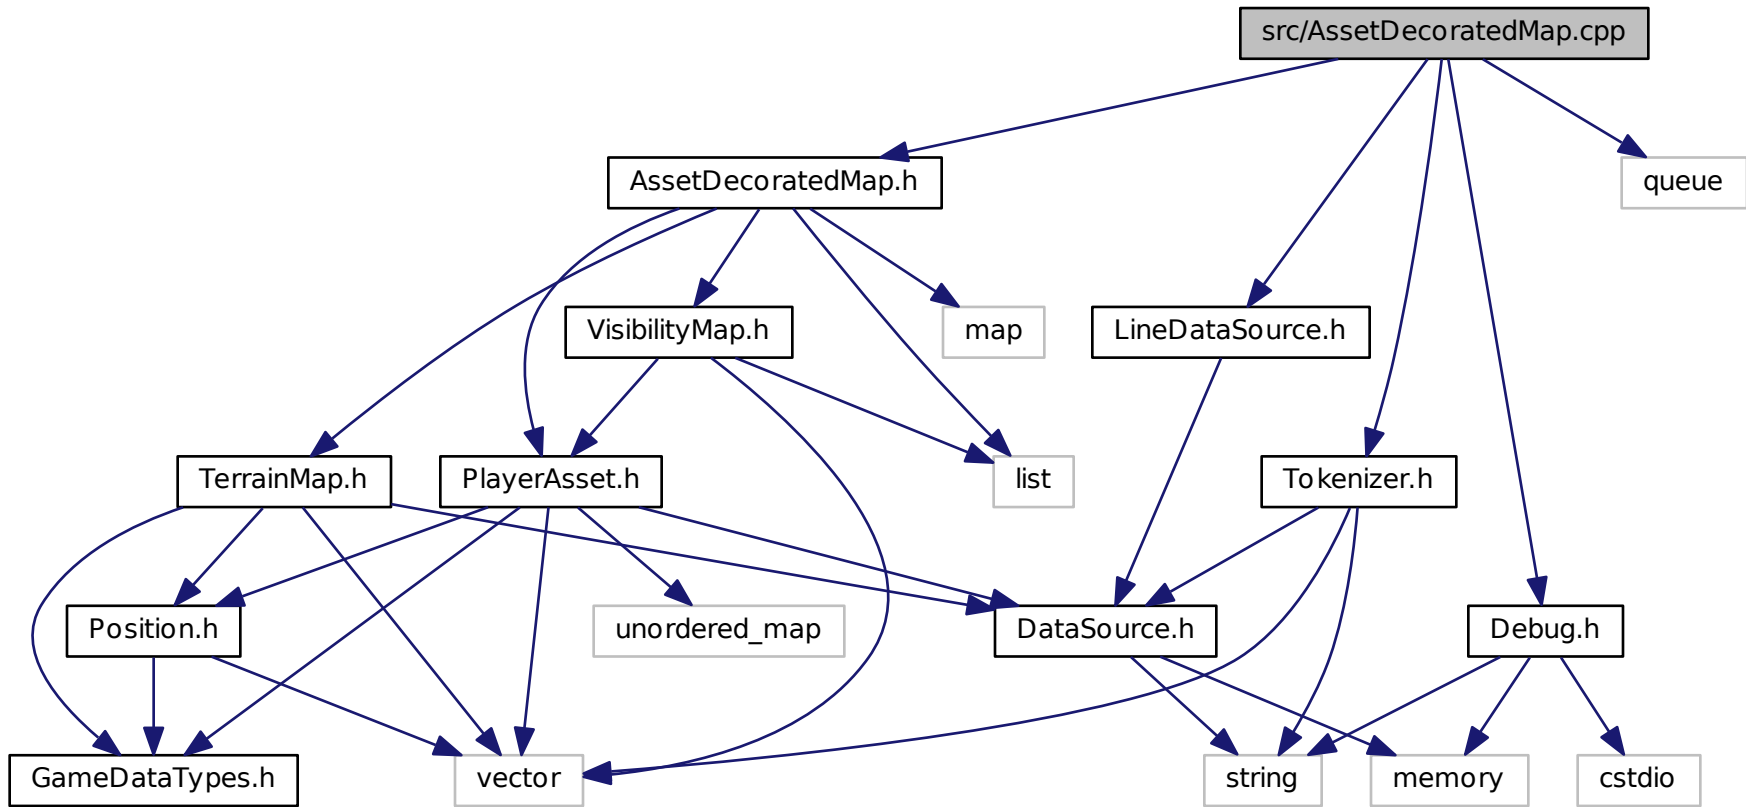 src/AssetDecoratedMap.cpp
AssetDecoratedMap.h
queue
VisibilityMap.h
map
LineDataSource.h
TerrainMap.h
PlayerAsset.h
list
Tokenizer.h
Position.h
unordered_map
DataSource.h
Debug.h
GameDataTypes.h
vector
string
memory
cstdio